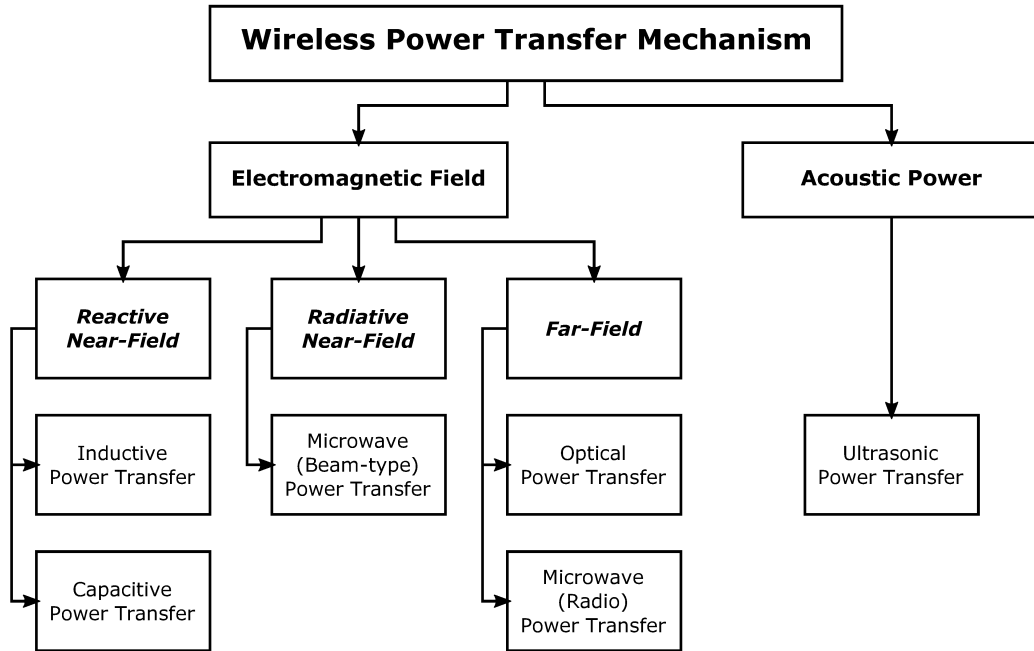 Wireless Power Transfer Mechanism
Electromagnetic Field
Acoustic Power
Reactive
Near-Field
Radiative
Near-Field
Far-Field
Inductive
Power Transfer
Microwave
(Beam-type)
Power Transfer
Optical
Power Transfer
Ultrasonic
Power Transfer
Capacitive
Power Transfer
Microwave
(Radio)
Power Transfer